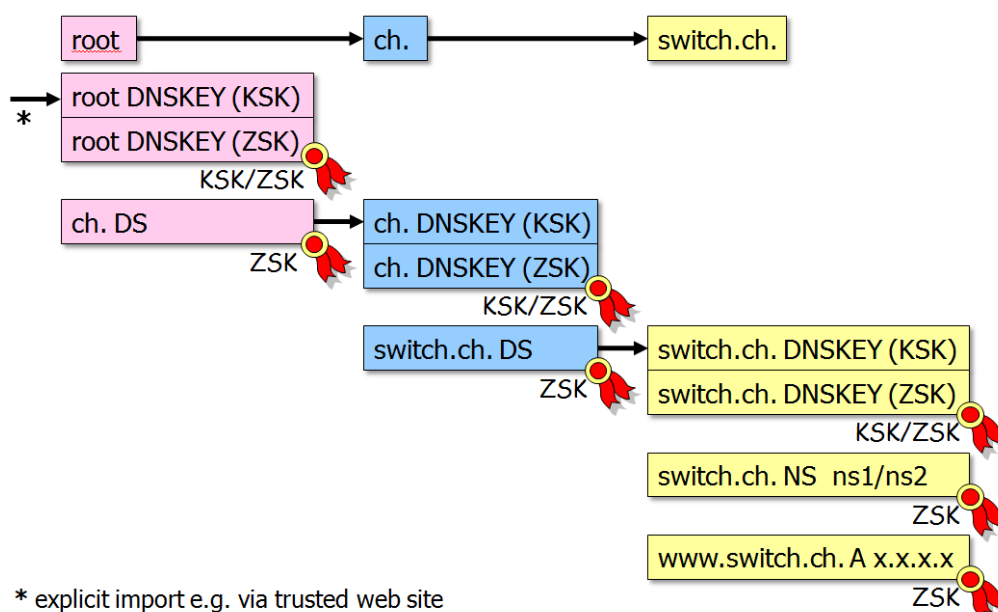 root
ch.
switch.ch.
*
root DNSKEY (KSK)
root DNSKEY (ZSK)
KSK/ZSK
ch. DS
ZSK
ch. DNSKEY (KSK)
ch. DNSKEY (ZSK)
KSK/ZSK
switch.ch. DS
ZSK
switch.ch. DNSKEY (KSK)
switch.ch. DNSKEY (ZSK)
KSK/ZSK
switch.ch. NS ns1/ns2
ZSK
www.switch.ch. A x.x.x.x
ZSK
* explicit import e.g. via trusted web site